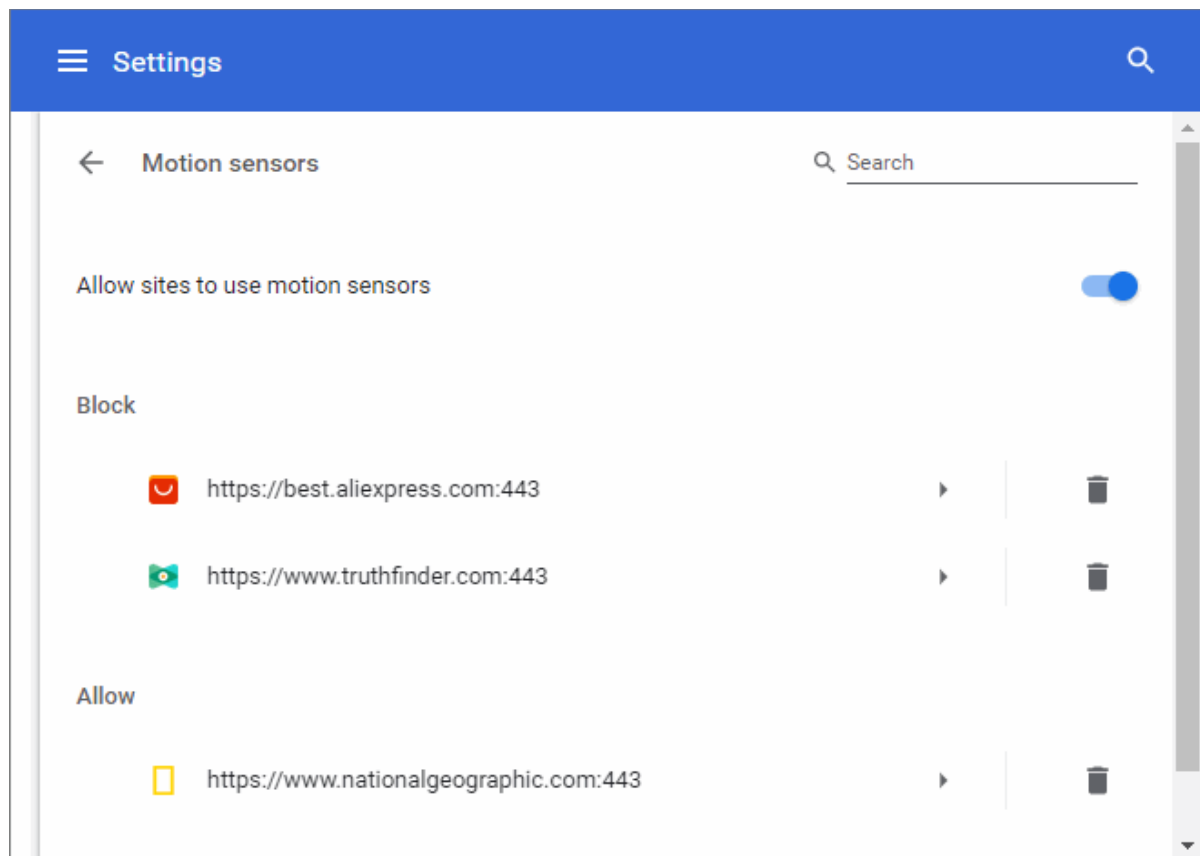 Settings
Motion sensors
Search
Allow sites to use motion sensors
Block
https://best.aliexpress.com:443
https://www.truthfinder.com:443
Allow
https://www.nationalgeographic.com:443